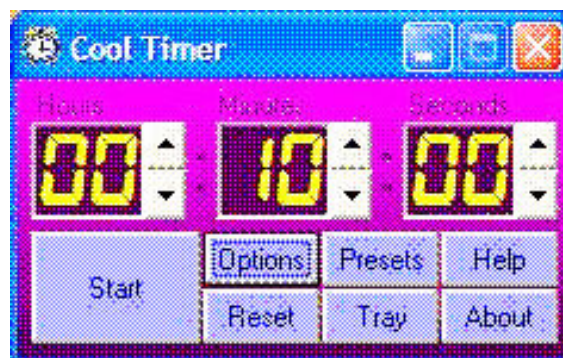 Cool Timer
Hours Minutes Seconds
00 : 10 : 00
Start
Options Presets Help
Reset Tray About